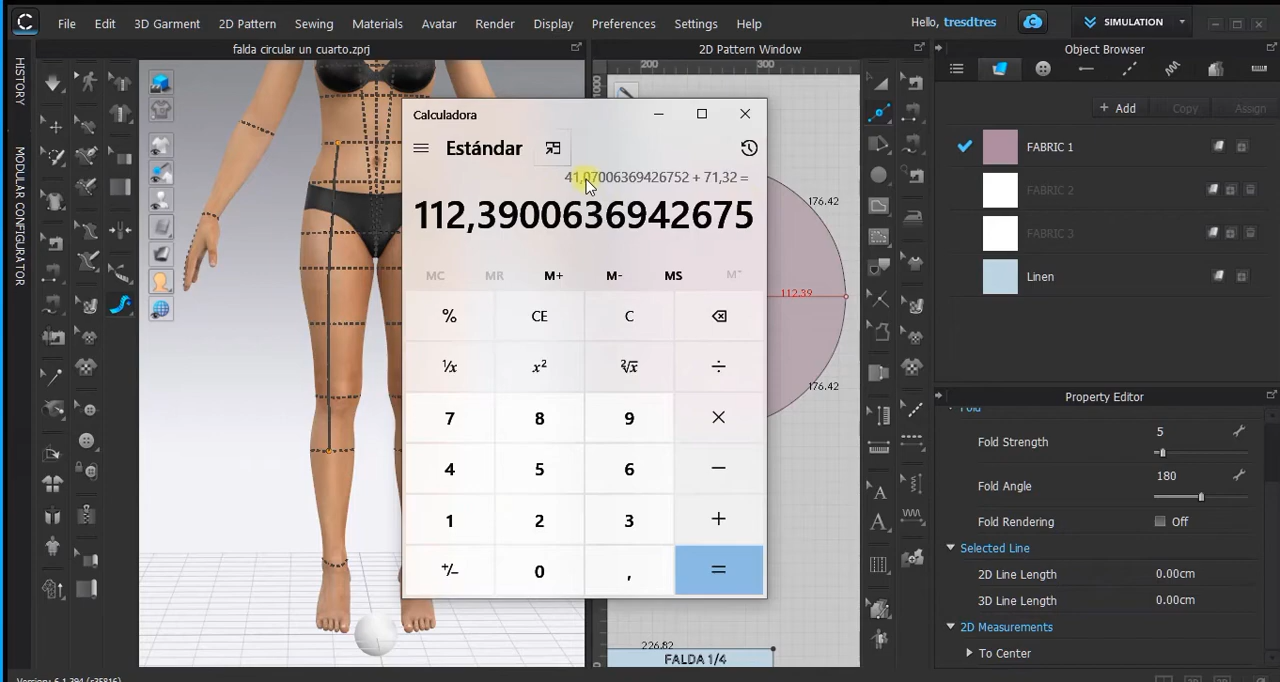 File Edit 3D Garment 2D Pattern Sewing Materials Avatar Render Display Preferences Settings Help Hello, tresdtres SIMULATION
falda circular un cuarto.zprj
2D Pattern Window
Object Browser
HISTORY
MODULAR CONFIGURATOR
200 300
1000
Calculadora
Estándar
41,07006369426752 + 71,32 =
112,3900636942675
MC MR M+ M- MS
% CE C
¹/x x² ²√x ÷
7 8 9 ×
4 5 6 −
1 2 3 +
+/− 0 , =
176.42
112.39
176.42
226.82
FALDA 1/4
+ Add Copy Assign
FABRIC 1
FABRIC 2
FABRIC 3
Linen
Property Editor
Fold
Fold Strength 5
Fold Angle 180
Fold Rendering Off
Selected Line
2D Line Length 0.00cm
3D Line Length 0.00cm
2D Measurements
To Center